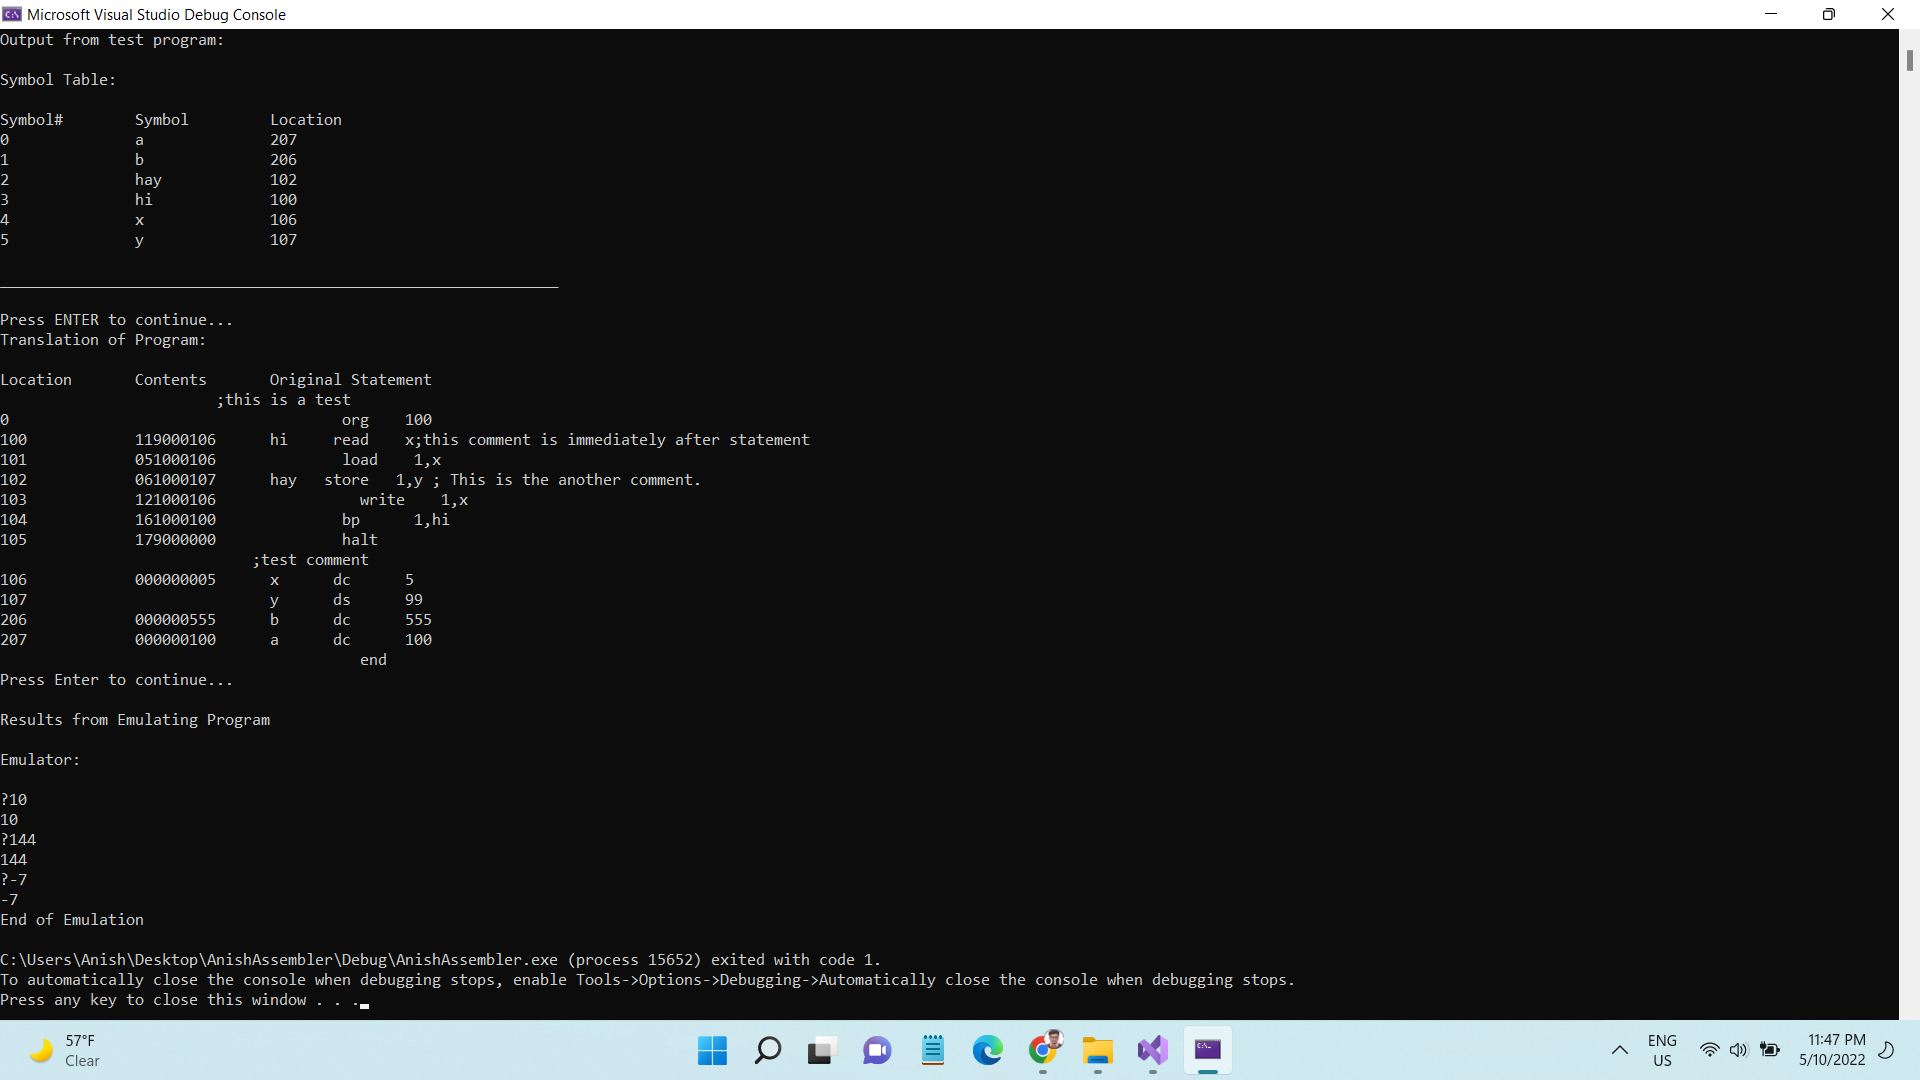 Microsoft Visual Studio Debug Console
Output from test program:
Symbol Table:
Symbol# Symbol Location
0 a 207
1 b 206
2 hay 102
3 hi 100
4 x 106
5 y 107
Press ENTER to continue...
Translation of Program:
Location Contents Original Statement
;this is a test
0 org 100
100 119000106 hi read x;this comment is immediately after statement
101 051000106 load 1,x
102 061000107 hay store 1,y ; This is the another comment.
103 121000106 write 1,x
104 161000100 bp 1,hi
105 179000000 halt
;test comment
106 000000005 x dc 5
107 y ds 99
206 000000555 b dc 555
207 000000100 a dc 100
end
Press Enter to continue...
Results from Emulating Program
Emulator:
?10
10
?144
144
?-7
-7
End of Emulation
C:\Users\Anish\Desktop\AnishAssembler\Debug\AnishAssembler.exe (process 15652) exited with code 1.
To automatically close the console when debugging stops, enable Tools->Options->Debugging->Automatically close the console when debugging stops.
Press any key to close this window . . .
57°F
Clear
ENG
US
11:47 PM
5/10/2022